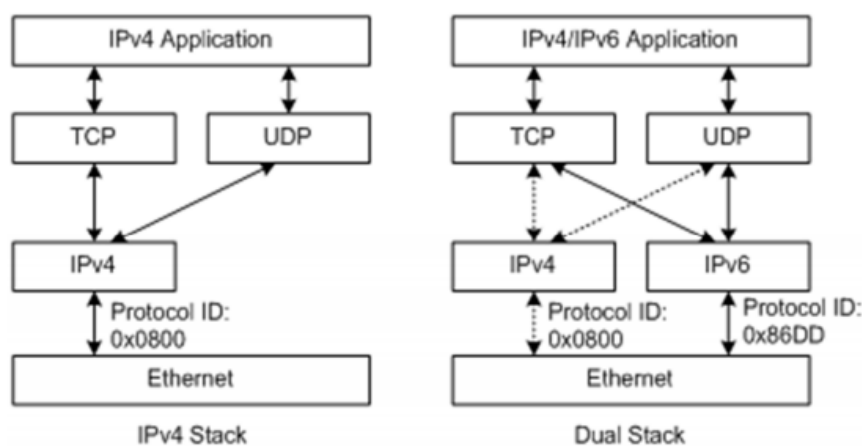 IPv4 Application
TCP
UDP
IPv4
Protocol ID:
0x0800
Ethernet
IPv4 Stack
IPv4/IPv6 Application
TCP
UDP
IPv4
IPv6
Protocol ID:
0x0800
Protocol ID:
0x86DD
Ethernet
Dual Stack